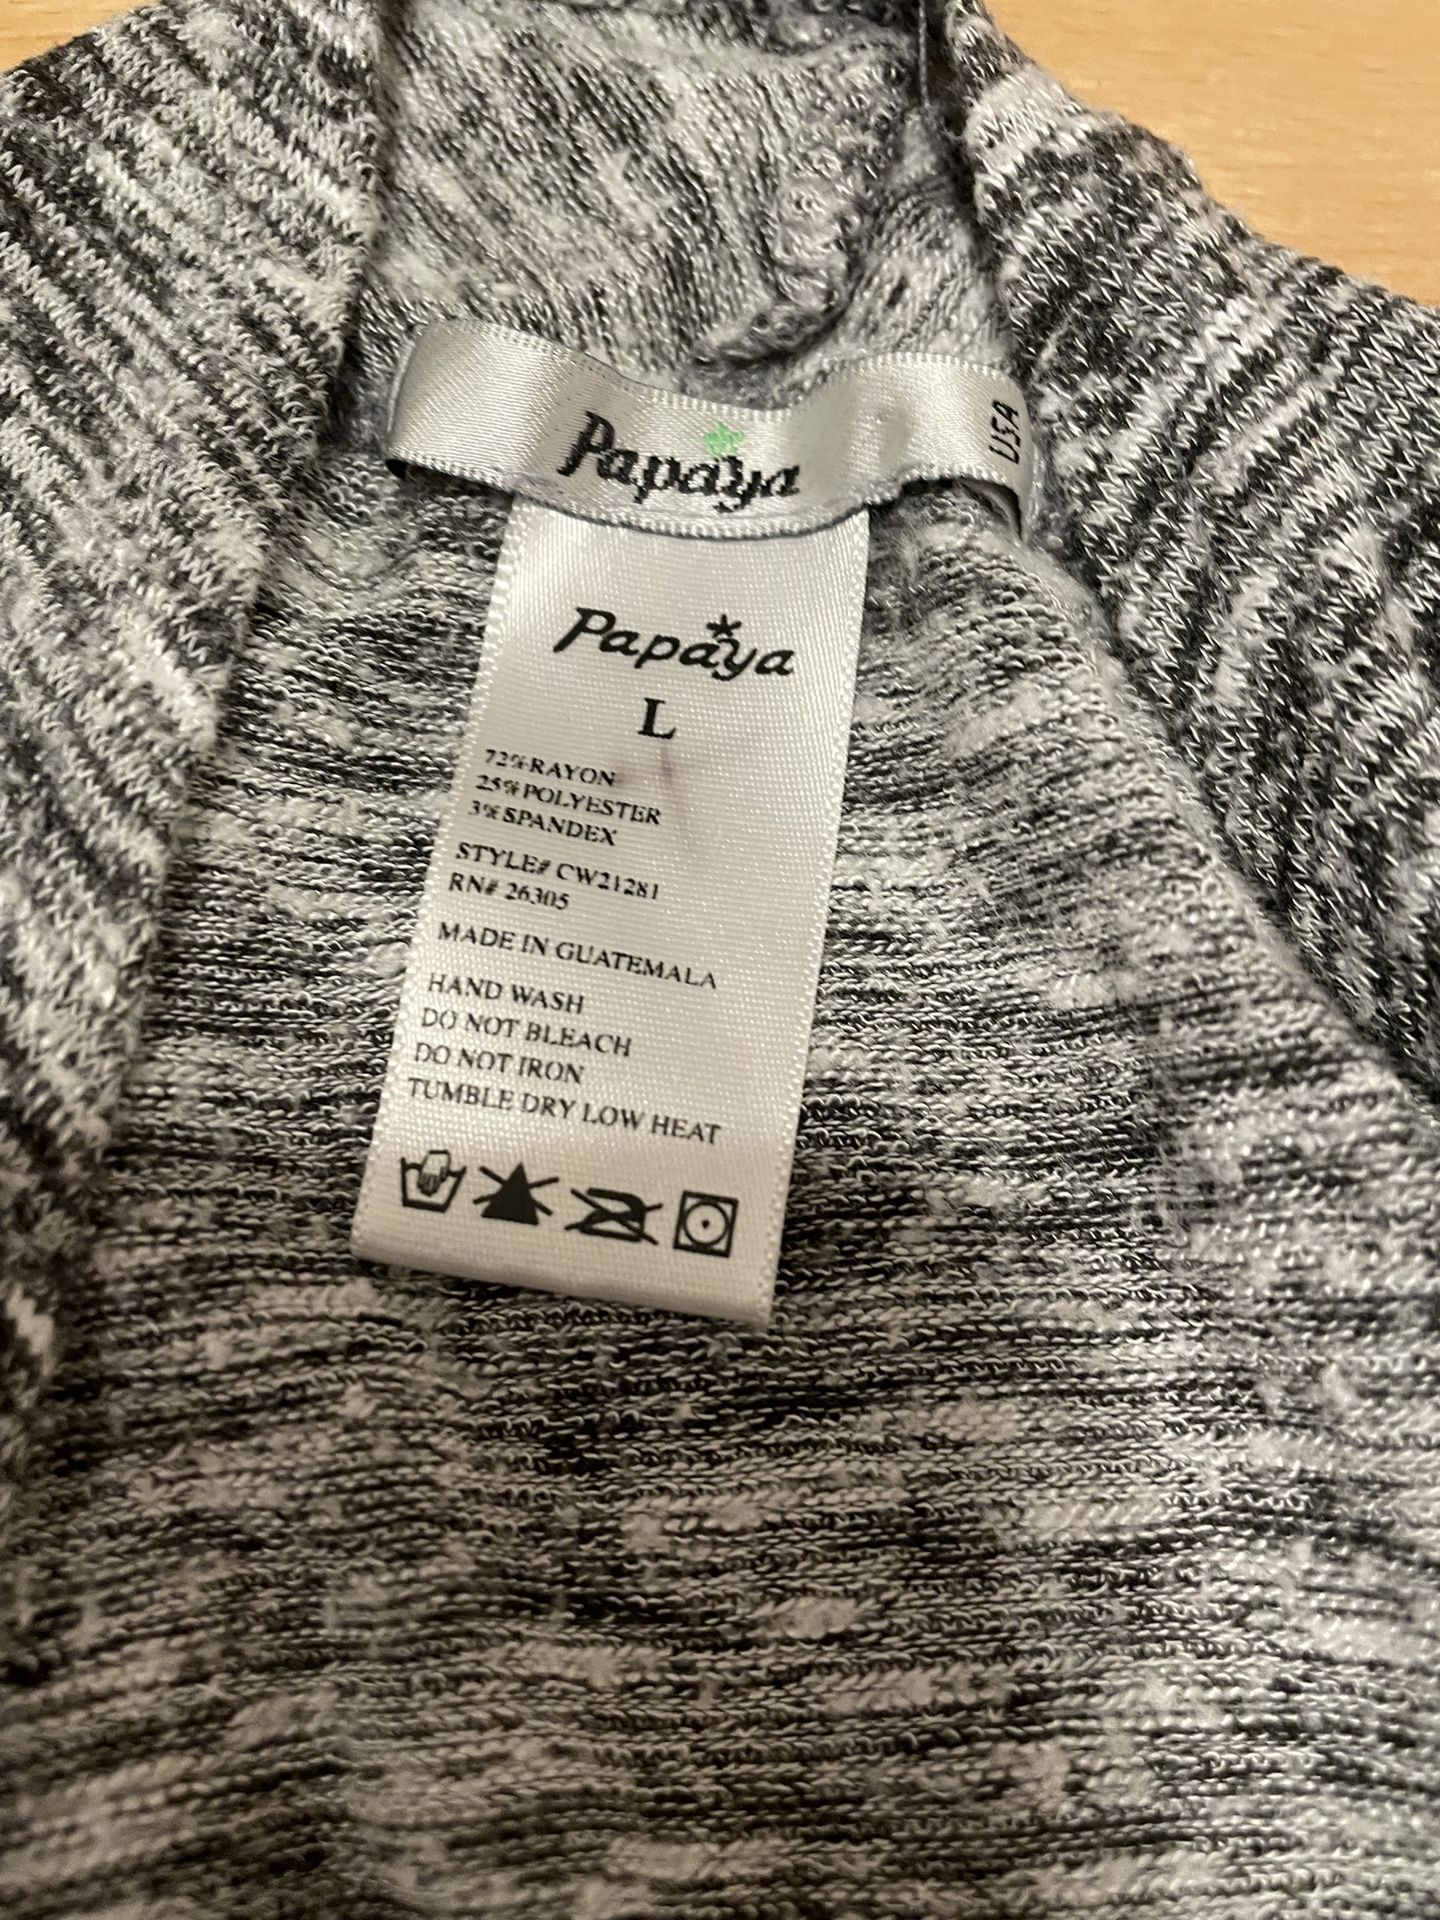 Papaya
USA
Papaya
L
72% RAYON
25% POLYESTER
3% SPANDEX
STYLE# CW21281
RN# 26305
MADE IN GUATEMALA
HAND WASH
DO NOT BLEACH
DO NOT IRON
TUMBLE DRY LOW HEAT